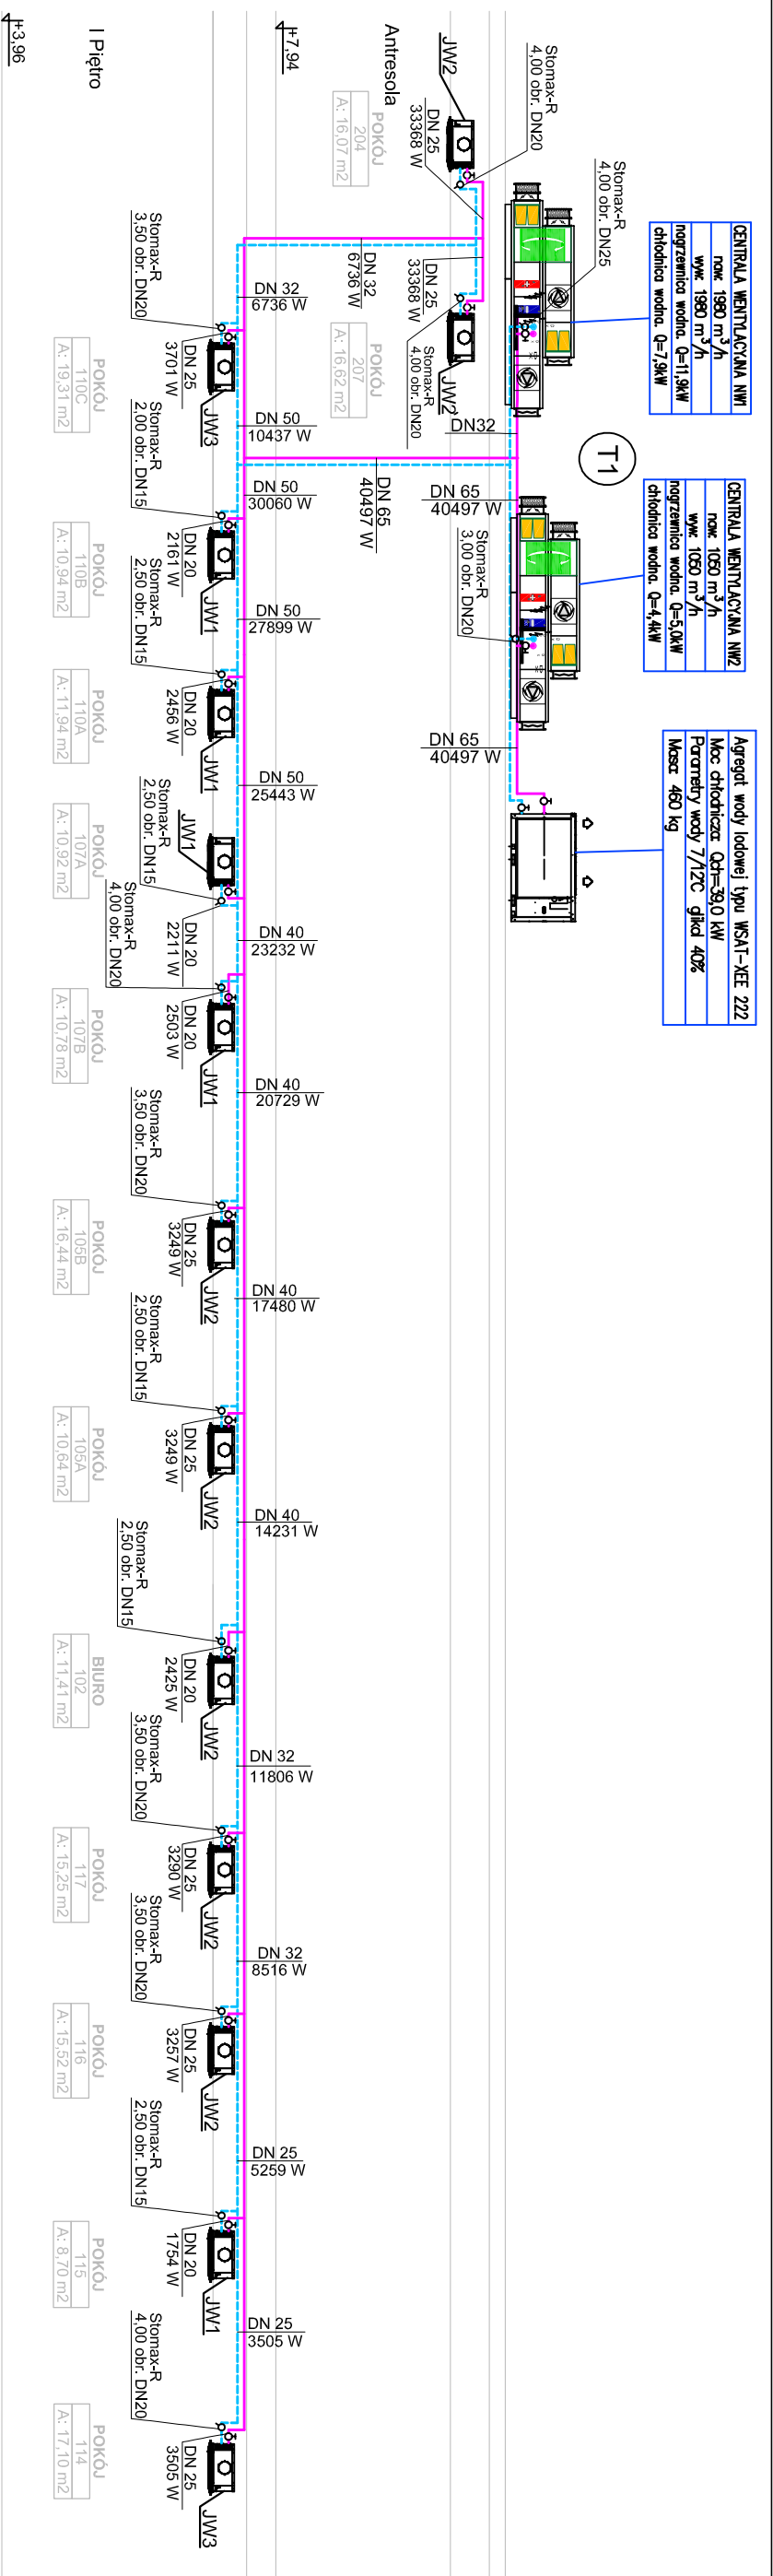 CENTRALA WENTYLACYJNA NW1
naw: 1980 m³/h
wyw: 1980 m³/h
nagrzewnica wodna. Q=11,9kW
chłodnica wodna. Q=7,9kW
CENTRALA WENTYLACYJNA NW2
naw: 1050 m³/h
wyw: 1050 m³/h
nagrzewnica wodna. Q=5,0kW
chłodnica wodna. Q=4,4kW
Agregat wody lodowej typu WSAT-XEE 222
Moc chłodnicza: Qch=39,0 kW
Parametry wody 7/12°C glikol 40%
Masa: 460 kg
T1
Stomax-R
4,00 obr. DN20
Stomax-R
4,00 obr. DN25
JW2
DN 25
33368 W
DN 25
33368 W
Stomax-R
4,00 obr. DN20
JW2
DN32
DN 65
40497 W
Stomax-R
3,00 obr. DN20
DN 65
40497 W
Antresola
POKÓJ
204
A: 16,07 m2
POKÓJ
207
A: 16,62 m2
DN 32
6736 W
DN 65
40497 W
+7,94
DN 32
6736 W
DN 50
10437 W
DN 50
30060 W
DN 50
27899 W
DN 50
25443 W
DN 40
23232 W
DN 40
20729 W
DN 40
17480 W
DN 40
14231 W
DN 32
11806 W
DN 32
8516 W
DN 25
5259 W
DN 25
3505 W
Stomax-R
3,50 obr. DN20
DN 25
3701 W
JW3
Stomax-R
2,00 obr. DN15
DN 20
2161 W
JW1
Stomax-R
2,50 obr. DN15
DN 20
2456 W
JW1
JW1
Stomax-R
2,50 obr. DN15
DN 20
2211 W
Stomax-R
4,00 obr. DN20
DN 20
2503 W
JW1
Stomax-R
3,50 obr. DN20
DN 25
3249 W
JW2
Stomax-R
2,50 obr. DN15
DN 25
3249 W
JW2
Stomax-R
2,50 obr. DN15
DN 20
2425 W
JW2
Stomax-R
3,50 obr. DN20
DN 25
3290 W
JW2
Stomax-R
3,50 obr. DN20
DN 25
3257 W
JW2
Stomax-R
2,50 obr. DN15
DN 20
1754 W
JW1
Stomax-R
4,00 obr. DN20
DN 25
3505 W
JW3
I Piętro
POKÓJ
110C
A: 19,31 m2
POKÓJ
110B
A: 10,94 m2
POKÓJ
110A
A: 11,94 m2
POKÓJ
107A
A: 10,92 m2
POKÓJ
107B
A: 10,78 m2
POKÓJ
105B
A: 16,44 m2
POKÓJ
105A
A: 10,64 m2
BIURO
102
A: 11,41 m2
POKÓJ
117
A: 15,25 m2
POKÓJ
116
A: 15,52 m2
POKÓJ
115
A: 8,70 m2
POKÓJ
114
A: 17,10 m2
+3,96